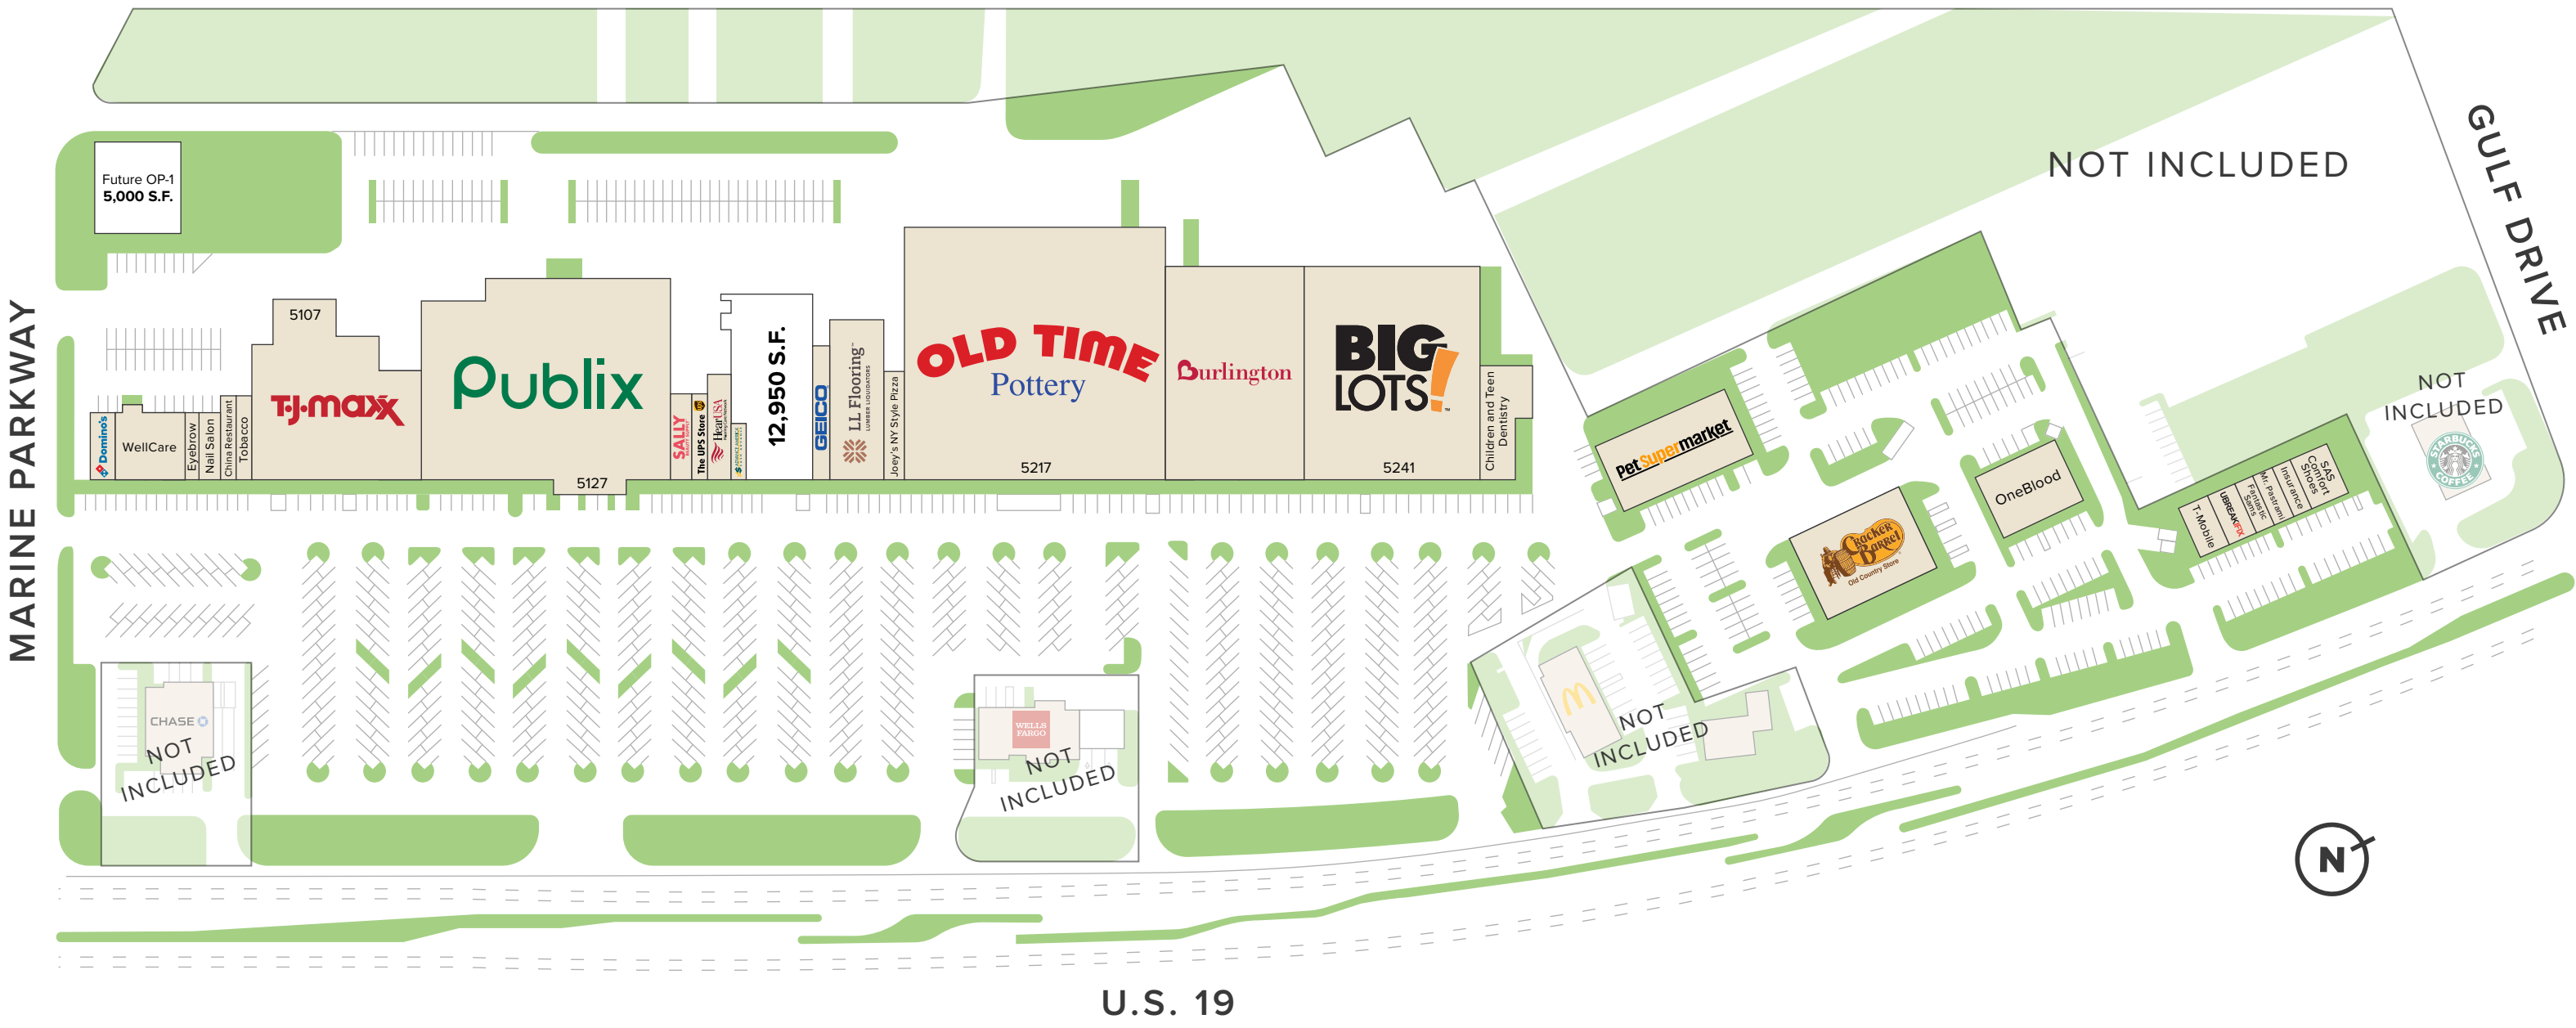 NOT INCLUDED
GULF DRIVE
MARINE PARKWAY
Future OP-1
5,000 S.F.
5107
T·J·maxx
Publix
5127
Domino's
WellCare
Eyebrow
Nail Salon
China Restaurant
Tobacco
SALLY
The UPS Store
HearUSA
12,950 S.F.
GEICO
LL Flooring
LUMBER LIQUIDATORS
Joey's NY Style Pizza
OLD TIME
Pottery
5217
Burlington
BIG
LOTS!
5241
Children and Teen
Dentistry
Pet Supermarket
Cracker
Barrel
Old Country Store
OneBlood
T-Mobile
UBREAKIFIX
Fantastic
Sams
Mr. Pastrami
Insurance
SAS
Comfort
Shoes
NOT
INCLUDED
STARBUCKS
COFFEE
CHASE
NOT
INCLUDED
WELLS
FARGO
NOT
INCLUDED
NOT
INCLUDED
N
U.S. 19